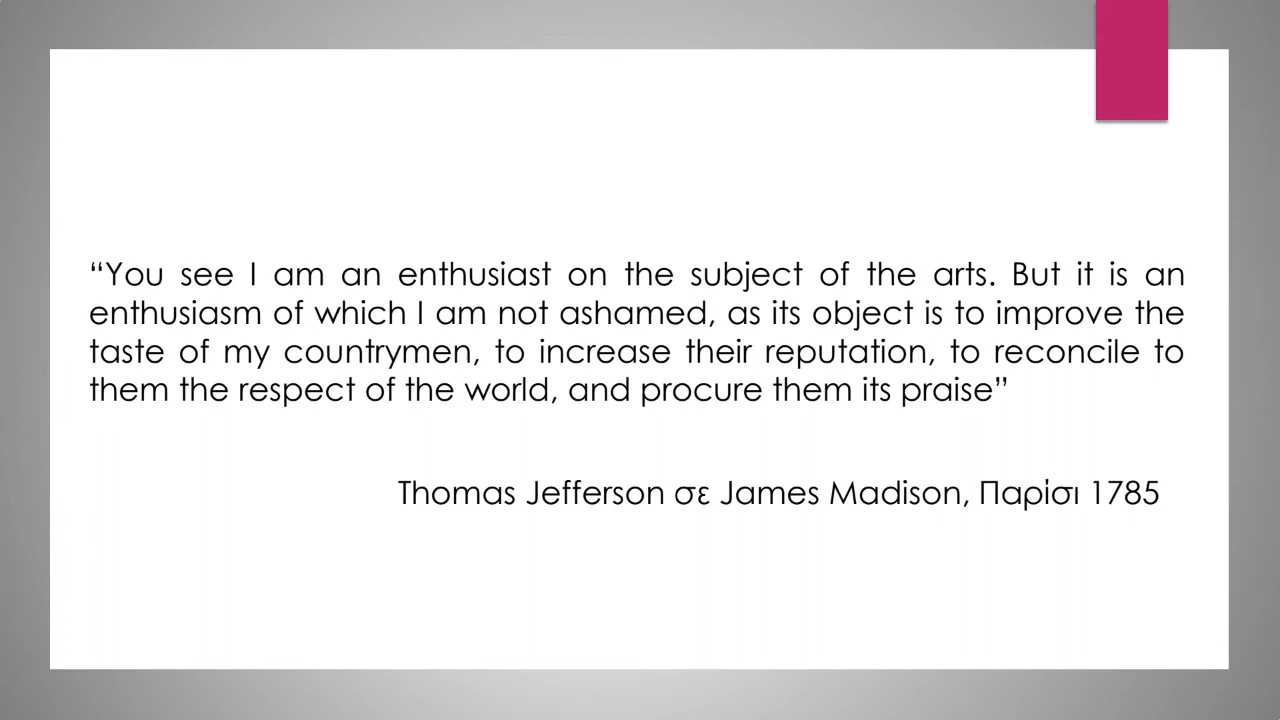 “You see I am an enthusiast on the subject of the arts. But it is an
enthusiasm of which I am not ashamed, as its object is to improve the
taste of my countrymen, to increase their reputation, to reconcile to
them the respect of the world, and procure them its praise”
Thomas Jefferson σε James Madison, Παρίσι 1785